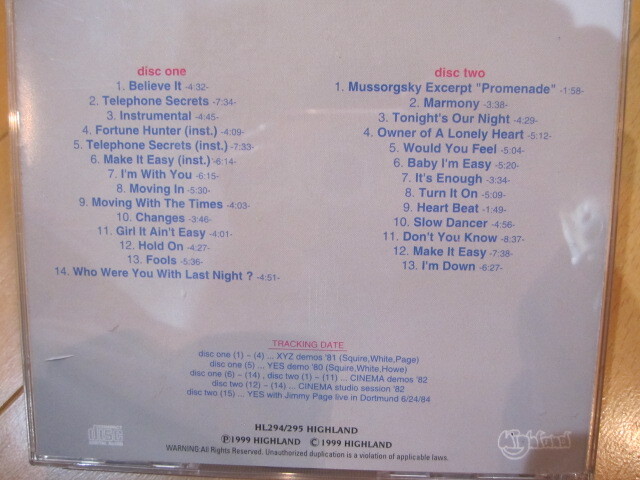 disc one
1. Believe It -4:32-
2. Telephone Secrets -7:34-
3. Instrumental -4:45-
4. Fortune Hunter (inst.) -4:09-
5. Telephone Secrets (inst.) -7:33-
6. Make It Easy (inst.) -6:14-
7. I'm With You -6:15-
8. Moving In -5:30-
9. Moving With The Times -4:03-
10. Changes -3:46-
11. Girl It Ain't Easy -4:01-
12. Hold On -4:27-
13. Fools -5:36-
14. Who Were You With Last Night ? -4:51-
disc two
1. Mussorgsky Excerpt "Promenade" -1:58-
2. Marmony -3:38-
3. Tonight's Our Night -4:29-
4. Owner of A Lonely Heart -5:12-
5. Would You Feel -5:04-
6. Baby I'm Easy -5:20-
7. It's Enough -3:34-
8. Turn It On -5:09-
9. Heart Beat -1:49-
10. Slow Dancer -4:56-
11. Don't You Know -8:37-
12. Make It Easy -7:38-
13. I'm Down -6:27-
TRACKING DATE
disc one (1) – (4) ... XYZ demos '81 (Squire,White,Page)
disc one (5) ... YES demo '80 (Squire,White,Howe)
disc one (6) – (14) , disc two (1) – (11) ... CINEMA demos '82
disc two (12) – (14) ... CINEMA studio session '82
disc two (15) ... YES with Jimmy Page live in Dortmund 6/24/84
HL294/295 HIGHLAND
Ⓟ1999 HIGHLAND ©1999 HIGHLAND
WARNING:All Rights Reserved. Unauthorized duplication is a violation of applicable laws.
disc
Highland